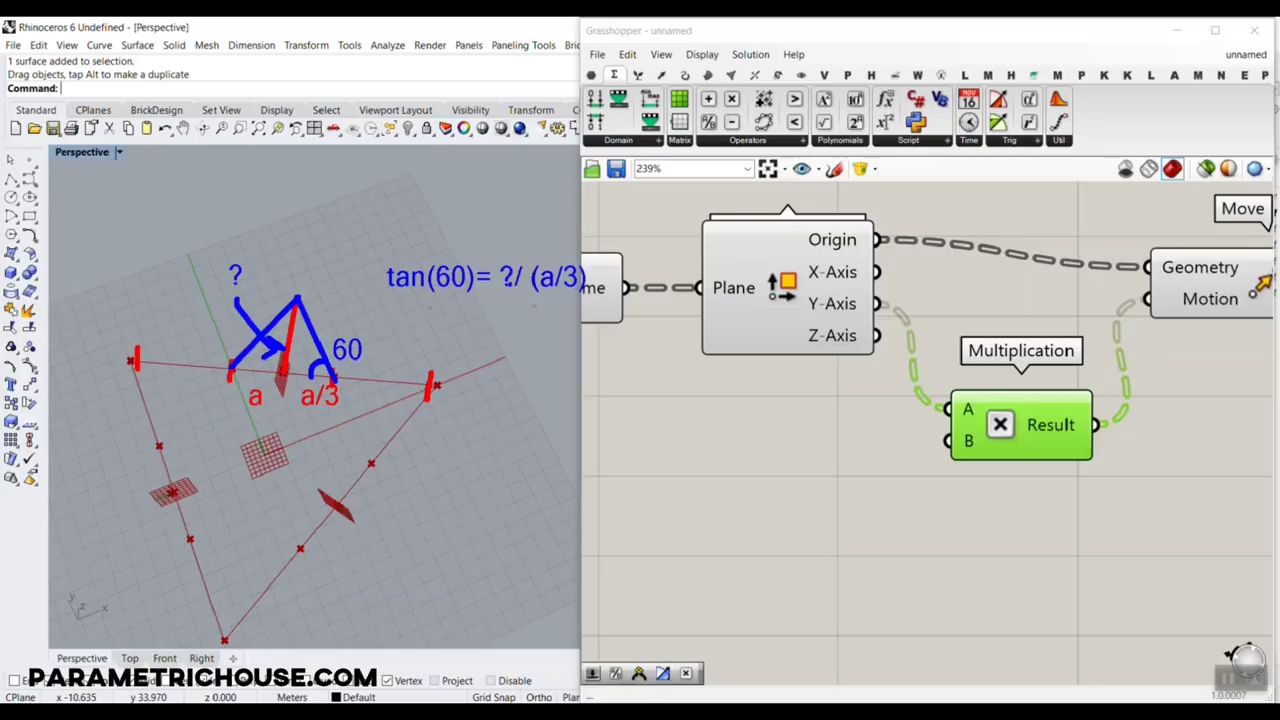 Rhinoceros 6 Undefined - [Perspective]
File Edit View Curve Surface Solid Mesh Dimension Transform Tools Analyze Render Panels Paneling Tools
1 surface added to selection.
Drag objects, tap Alt to make a duplicate
Command:
Standard CPlanes BrickDesign Set View Display Select Viewport Layout Visibility Transform
Perspective
?
tan(60)= ?/ (a/3)
60
a
a/3
y
z
x
Perspective Top Front Right
PARAMETRICHOUSE.COM
Vertex Project Disable
CPlane x -10.635 y 33.970 z 0.000 Meters Default Grid Snap Ortho
Grasshopper - unnamed
File Edit View Display Solution Help unnamed
V P H W L M H M P K K L A M N E P
Domain Matrix Operators Polynomials Script Time Trig Util
239%
Move
Origin
X-Axis
Plane
Y-Axis
Z-Axis
Geometry
Motion
Multiplication
A
B
Result
1.0.0007